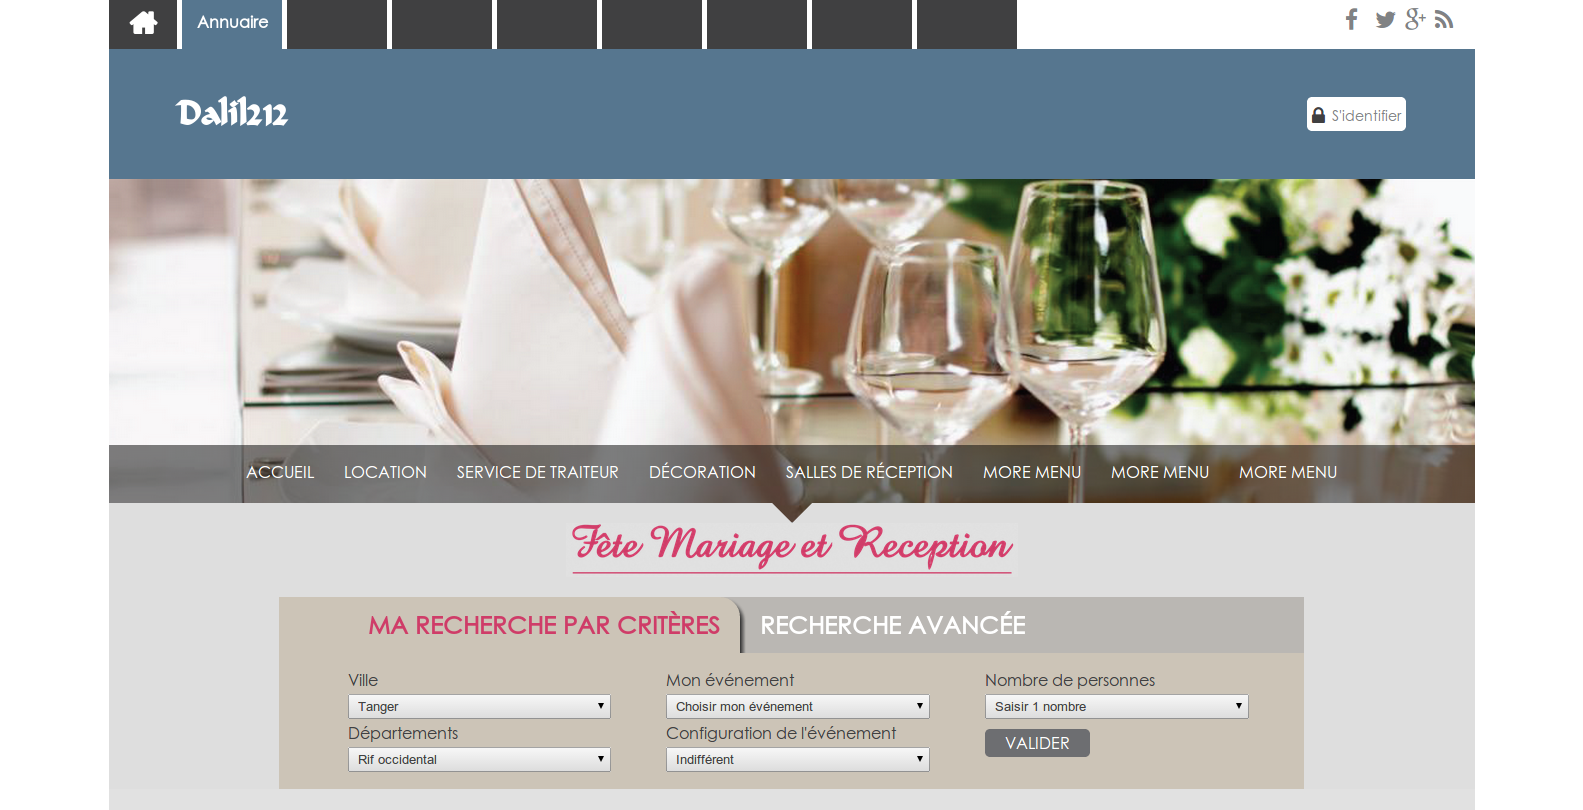 Annuaire
Dalil212
S'identifier
ACCUEIL LOCATION SERVICE DE TRAITEUR DÉCORATION SALLES DE RÉCEPTION MORE MENU MORE MENU MORE MENU
Fête Mariage et Reception
MA RECHERCHE PAR CRITÈRES RECHERCHE AVANCÉE
Ville Mon événement Nombre de personnes
Tanger Choisir mon événement Saisir 1 nombre
Départements Configuration de l'événement VALIDER
Rif occidental Indifférent